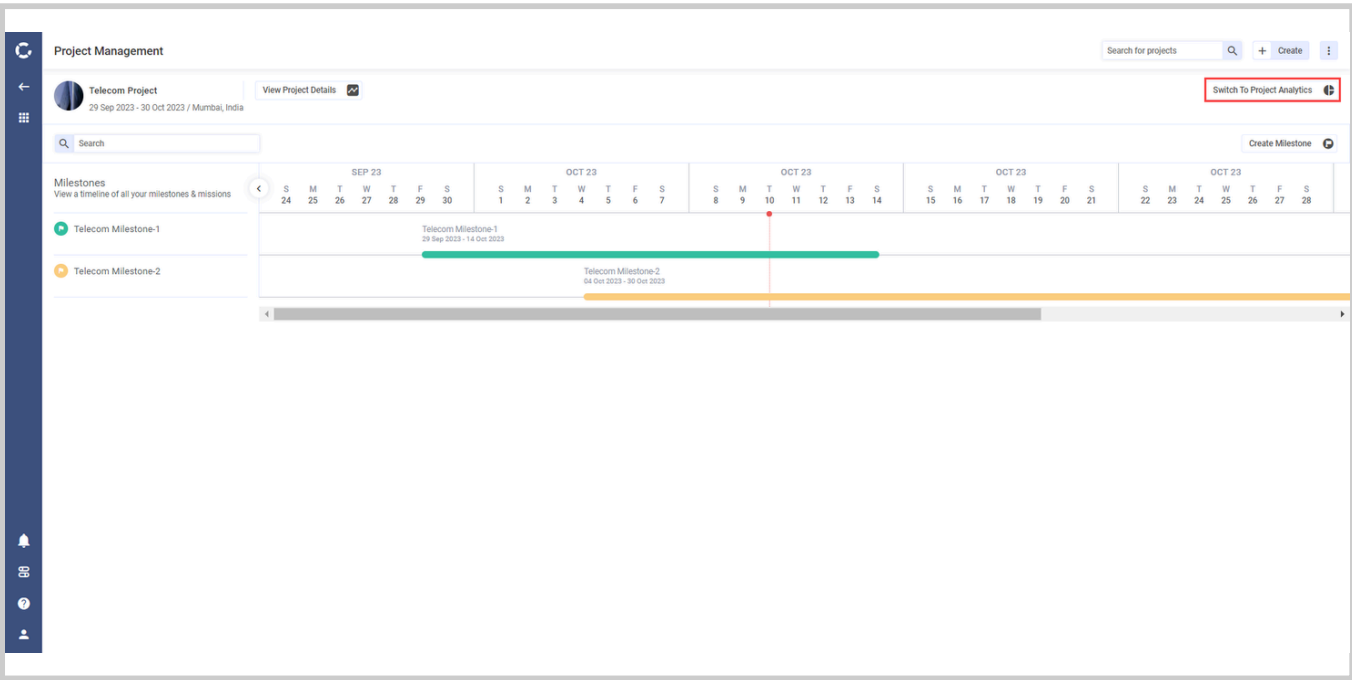 Project Management
Search for projects
+ Create
Telecom Project
29 Sep 2023 - 30 Oct 2023 / Mumbai, India
View Project Details
Switch To Project Analytics
Search
Create Milestone
Milestones
View a timeline of all your milestones & missions
SEP 23 OCT 23 OCT 23 OCT 23 OCT 23
S M T W T F S S M T W T F S S M T W T F S S M T W T F S S M T W T F S
24 25 26 27 28 29 30 1 2 3 4 5 6 7 8 9 10 11 12 13 14 15 16 17 18 19 20 21 22 23 24 25 26 27 28
Telecom Milestone-1
Telecom Milestone-1
29 Sep 2023 - 14 Oct 2023
Telecom Milestone-2
Telecom Milestone-2
04 Oct 2023 - 30 Oct 2023